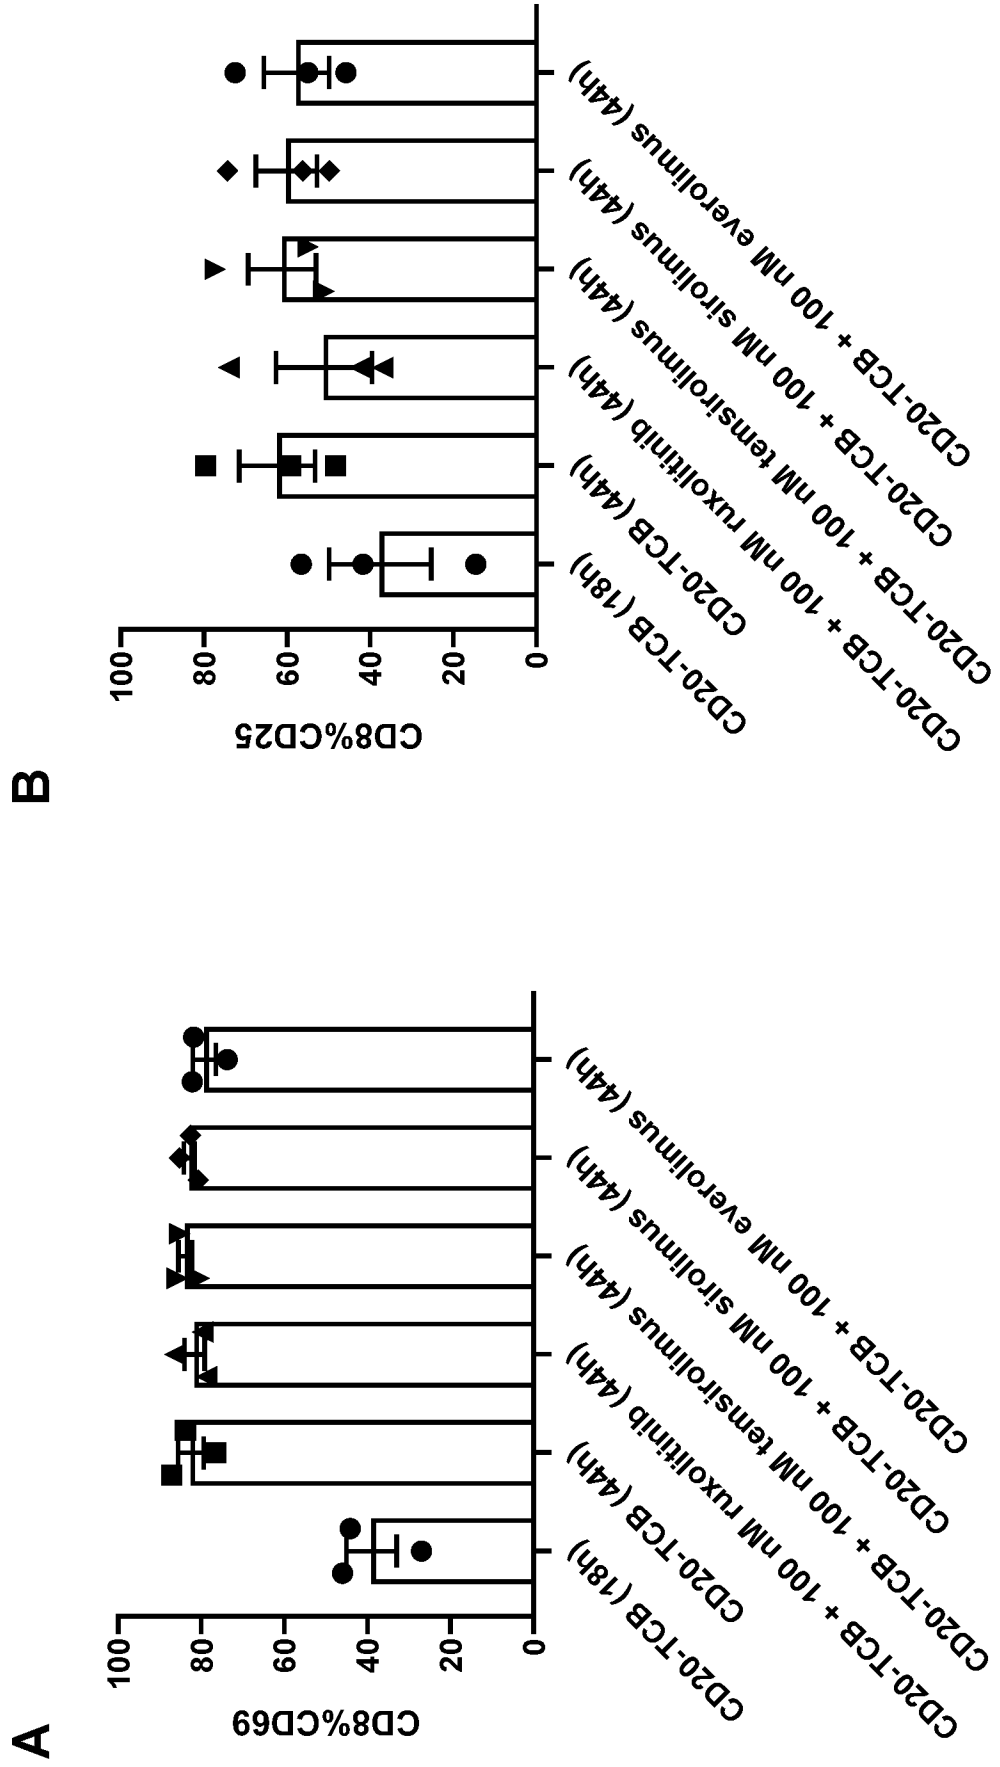 A
CD8%CD69
100
80
60
40
20
0
CD20-TCB (18h)
CD20-TCB (44h)
CD20-TCB + 100 nM ruxolitinib (44h)
CD20-TCB + 100 nM temsirolimus (44h)
CD20-TCB + 100 nM sirolimus (44h)
CD20-TCB + 100 nM everolimus (44h)
B
CD8%CD25
100
80
60
40
20
0
CD20-TCB (18h)
CD20-TCB (44h)
CD20-TCB + 100 nM ruxolitinib (44h)
CD20-TCB + 100 nM temsirolimus (44h)
CD20-TCB + 100 nM sirolimus (44h)
CD20-TCB + 100 nM everolimus (44h)